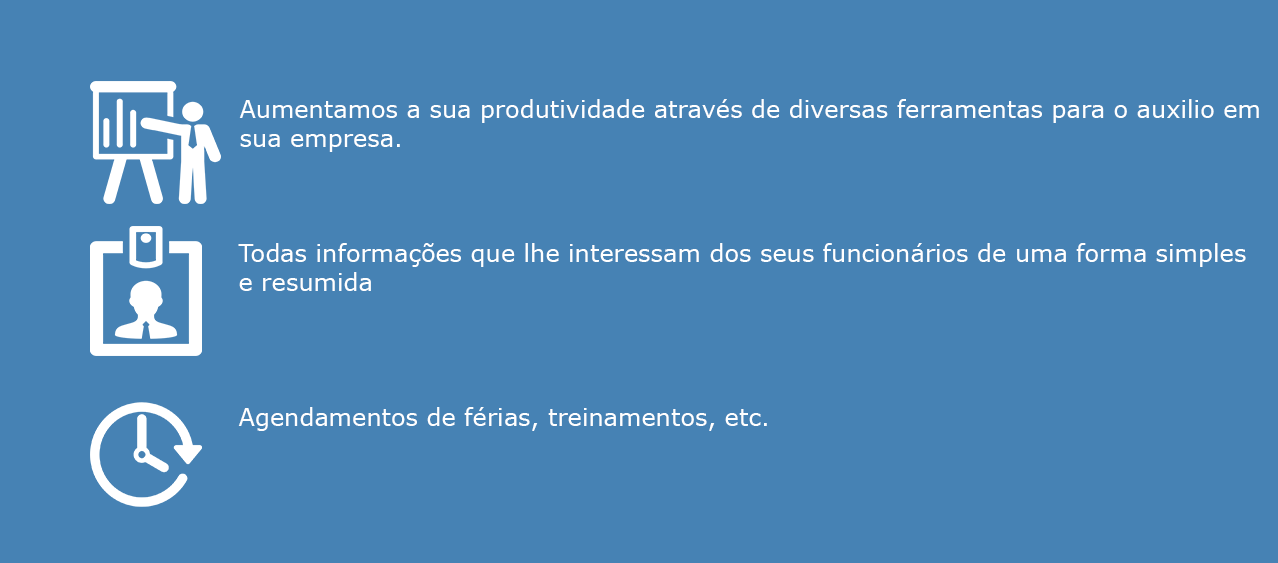 Aumentamos a sua produtividade através de diversas ferramentas para o auxilio em
sua empresa.
Todas informações que lhe interessam dos seus funcionários de uma forma simples
e resumida
Agendamentos de férias, treinamentos, etc.